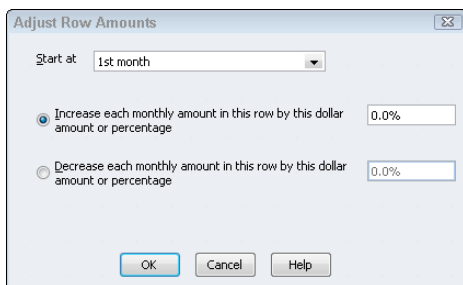 Adjust Row Amounts
Start at 1st month
Increase each monthly amount in this row by this dollar 0.0%
amount or percentage
Decrease each monthly amount in this row by this dollar 0.0%
amount or percentage
OK Cancel Help